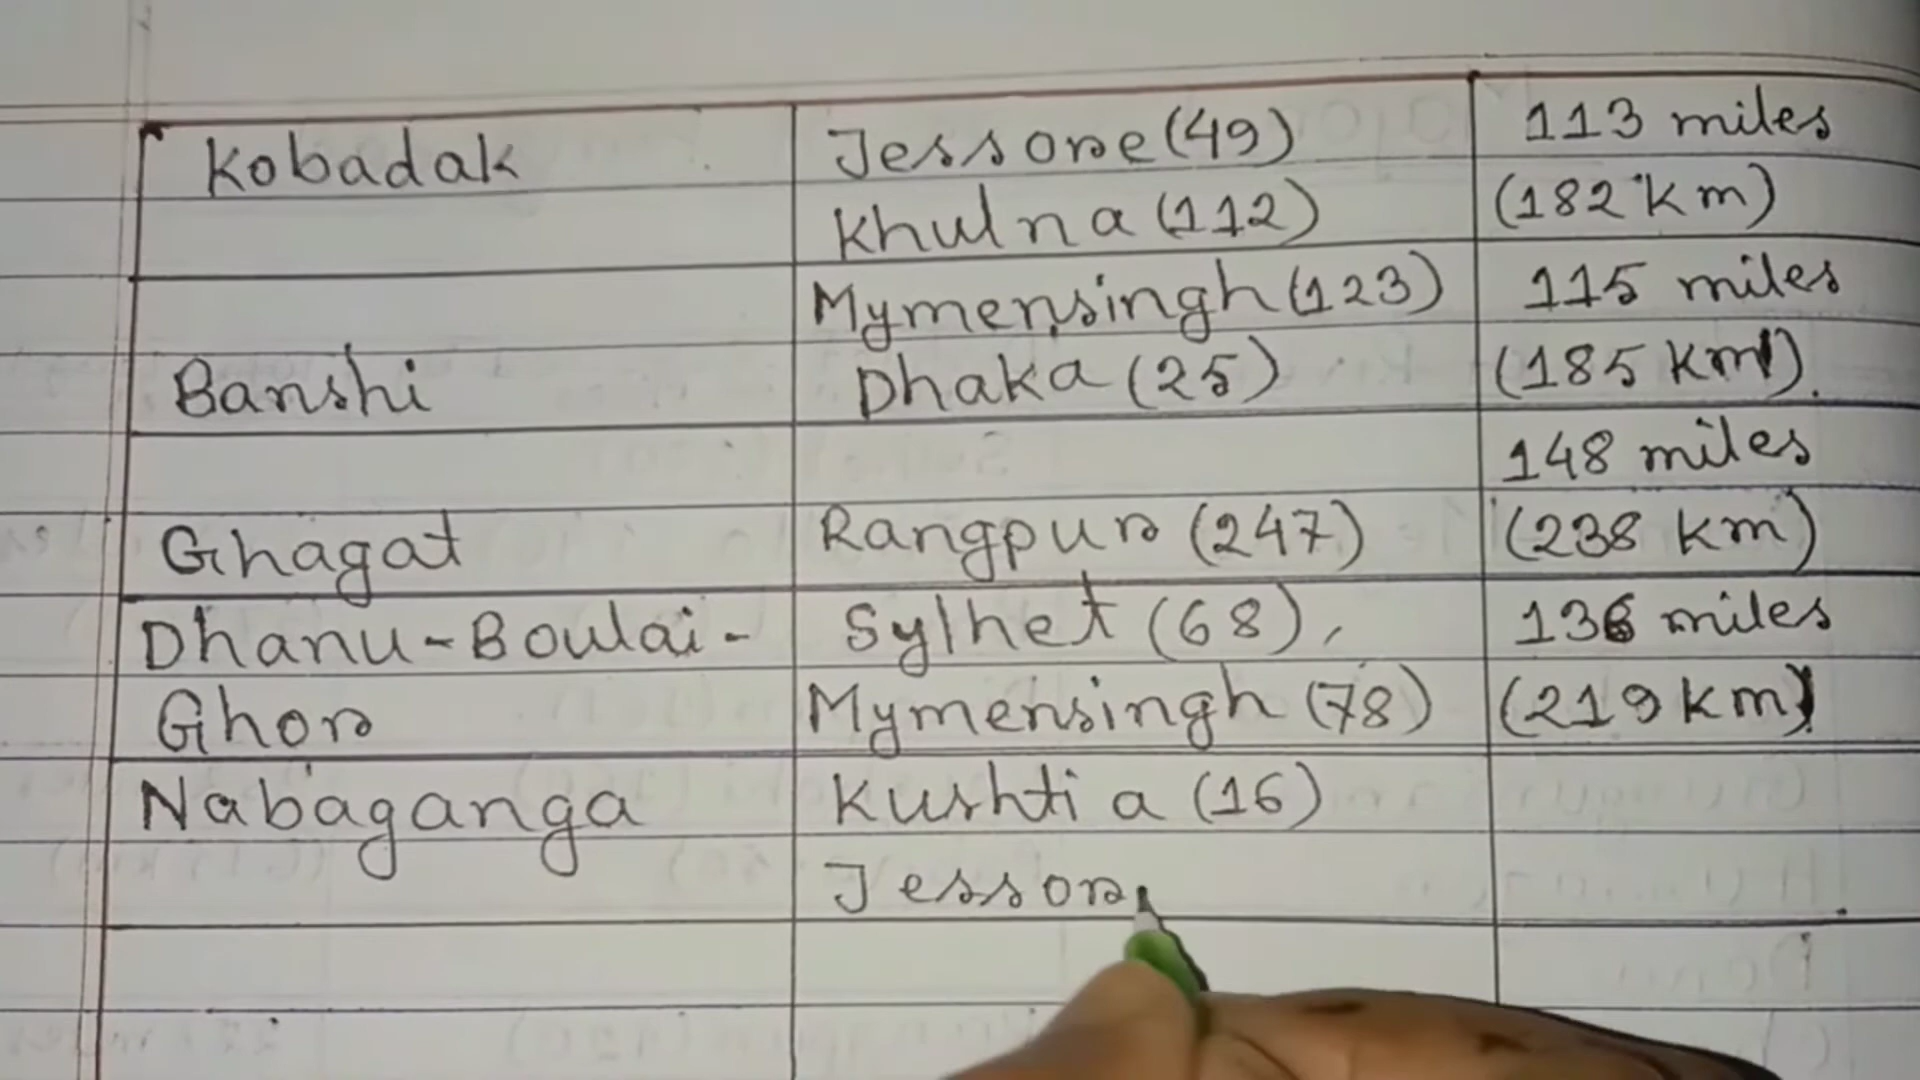 Kobadak Jessore (49) 113 miles
Khulna (112) (182 km)
Mymensingh (123) 115 miles
Banshi Dhaka (25) (185 km).
148 miles
Ghagat Rangpur (247) (238 km)
Dhanu-Boulai- Sylhet (68), 136 miles
Ghor Mymensingh (78) (219 km)
Nabaganga Kushtia (16)
Jessor